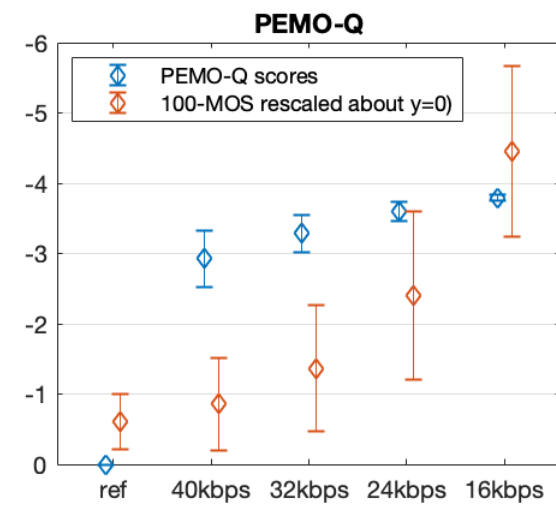 PEMO-Q
-6
PEMO-Q scores
100-MOS rescaled about y=0)
-5
-4
-3
-2
-1
0
ref 40kbps 32kbps 24kbps 16kbps